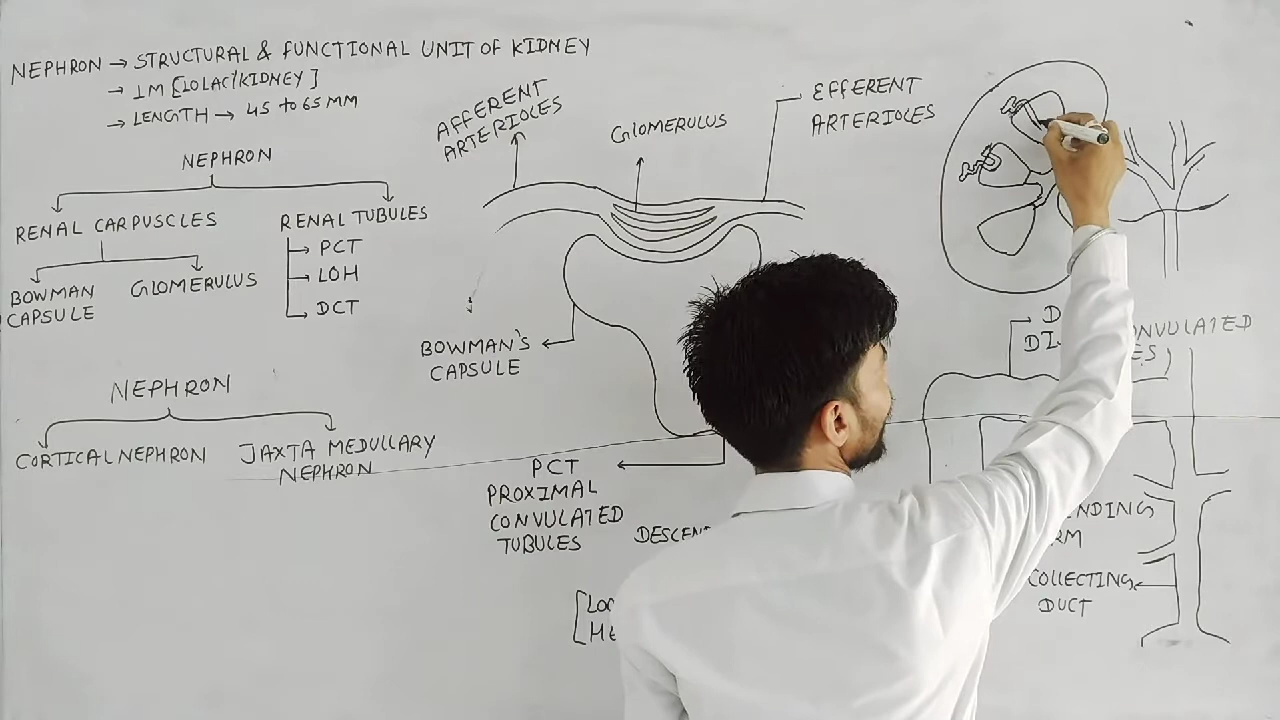 NEPHRON → STRUCTURAL & FUNCTIONAL UNIT OF KIDNEY
→ 1M [10LAC/KIDNEY]
→ LENGTH → 45 to 65 MM
NEPHRON
RENAL CARPUSCLES
BOWMAN
CAPSULE
GLOMERULUS
RENAL TUBULES
→ PCT
→ LOH
→ DCT
NEPHRON
CORTICAL NEPHRON
JAXTA MEDULLARY
NEPHRON
AFFERENT
ARTERIOLES
GLOMERULUS
EFFERENT
ARTERIOLES
BOWMAN'S
CAPSULE
PCT
PROXIMAL
CONVULATED
TUBULES
COLLECTING
DUCT